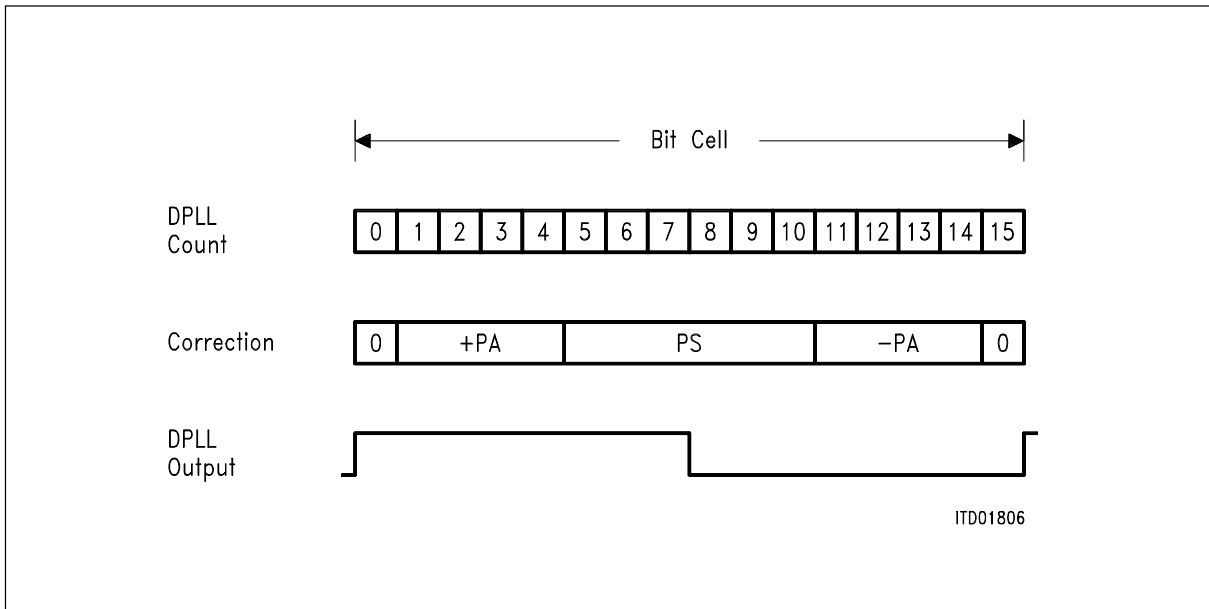 Bit Cell
DPLL
Count
0 1 2 3 4 5 6 7 8 9 10 11 12 13 14 15
Correction
0 +PA PS -PA 0
DPLL
Output
ITD01806